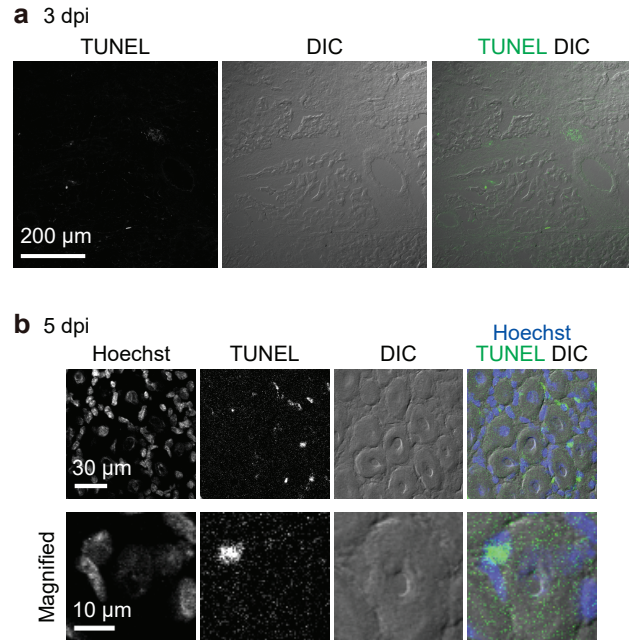 a 3 dpi
TUNEL DIC TUNEL DIC
200 µm
b 5 dpi
Hoechst
Hoechst TUNEL DIC TUNEL DIC
30 µm
Magnified
10 µm